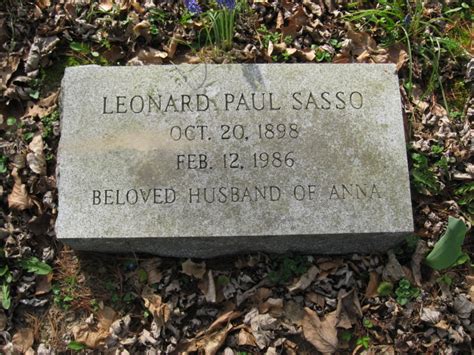 LEONARD PAUL SASSO
OCT. 20, 1898
FEB. 12, 1986
BELOVED HUSBAND OF ANNA